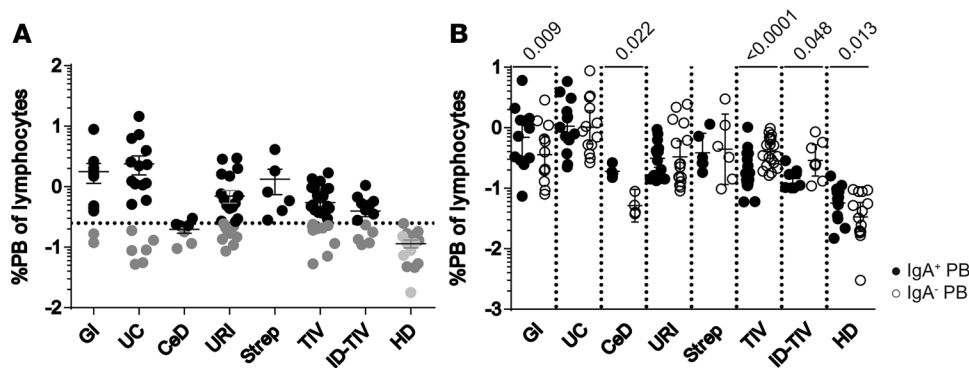 A
%PB of lymphocytes
2
1
0
-1
-2
GI
UC
CeD
URI
Strep
TIV
ID-TIV
HD
B
0.009
0.022
<0.0001
0.048
0.013
%PB of lymphocytes
1
0
-1
-2
-3
GI
UC
CeD
URI
Strep
TIV
ID-TIV
HD
IgA⁺ PB
IgA⁻ PB